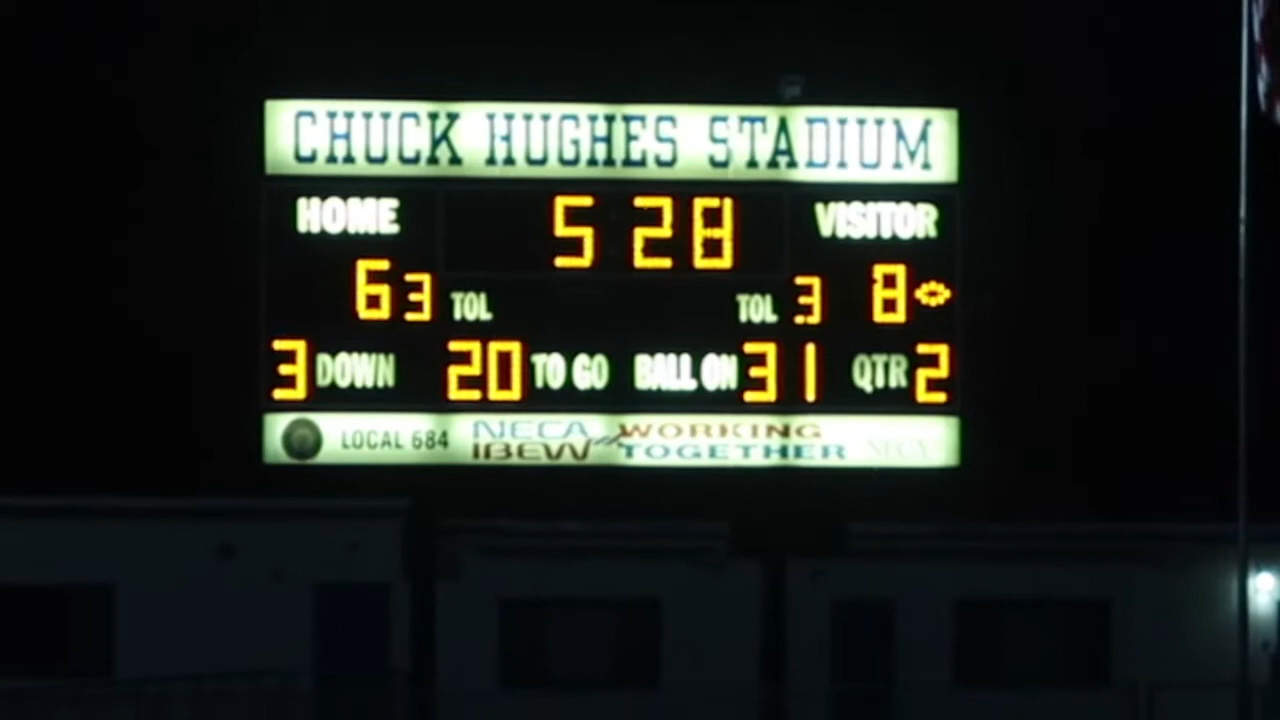 CHUCK HUGHES STADIUM
HOME 5 28 VISITOR
6 3 TOL TOL 3 8
3 DOWN 20 TO GO BALL ON 31 QTR 2
LOCAL 684 NECA IBEW WORKING TOGETHER